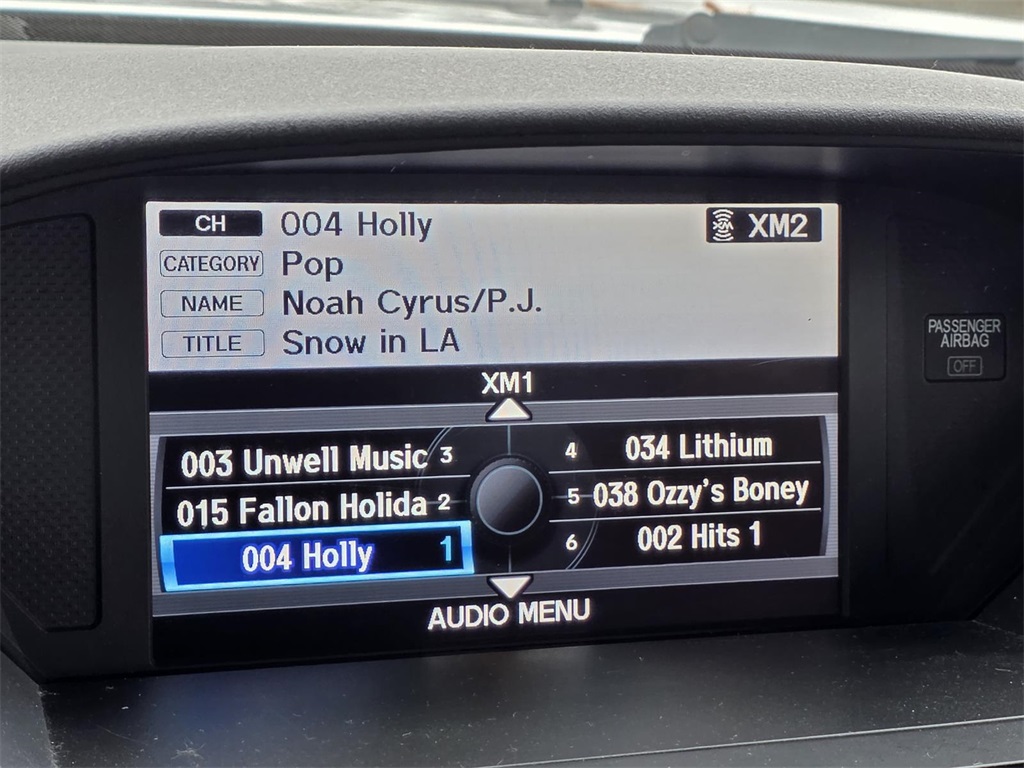 CH 004 Holly XM2
CATEGORY Pop
NAME Noah Cyrus/P.J.
TITLE Snow in LA
PASSENGER
AIRBAG
OFF
XM1
003 Unwell Music 3
4 034 Lithium
015 Fallon Holida 2
5 038 Ozzy's Boney
004 Holly 1
6 002 Hits 1
AUDIO MENU